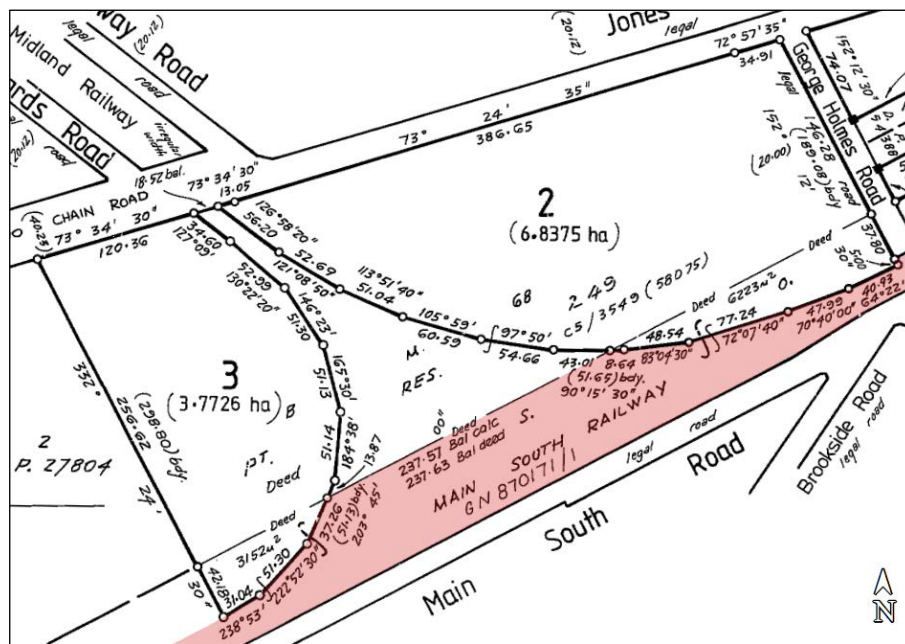 way Road
(20.12)
legal
road
Midland Railway
legal
road
irregular
width
ards Road
(20.12)
road
Jones
(20.12)
legal road
72° 57' 35"
34.91
73° 24' 35"
386.65
George Holmes Road
legal
road
(20.00)
152° 12' 30"
74.07
D. P.
54388
146.28
(189.08) bdy
152° 12'
30"
37.80
5.00
18.52 bal.
73° 34' 30"
13.05
CHAIN ROAD
(40.23)
73° 34' 30"
120.36
34.60
127°09'
126°58'20"
56.20
121°08'50"
52.69
113°51'40"
51.04
130°22'20"
52.99
146°23'
51.30
105°59'
60.59
97°50'
54.66
43.01
8.64
(51.65) bdy.
90°15' 30"
48.54
83°04'30"
77.24
72°07'40"
47.99
70°40'00"
40.93
64°22'
2
(6.8375 ha)
68
249
C5/3549 (58075)
Deed
6223m² O.
Deed
M.
RES.
165°30'
51.13
184°38'
51.14
13.87
3
(3.7726 ha)
B
PT.
Deed
332° 24' 30"
256.62
(298.80) bdy.
42.18
2
P. 27804
Deed
3152m²
37.26
(51.13) bdy.
203° 45'
51.30
222°52'30"
31.04
238°53'
00" Deed
237.57 Bal calc
237.63 Bal deed
S.
MAIN SOUTH RAILWAY
GN 870171/1
legal road
Main South Road
Brookside Road
legal road
N